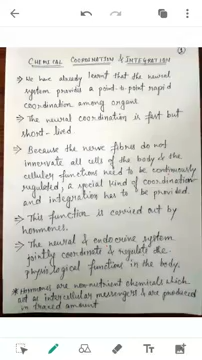 ①
CHEMICAL COORDINATION & INTEGRATION
⇒ We have already learnt that the neural
system provides a point-to-point rapid
coordination among organs.
⇒ The neural coordination is fast but
short-lived.
⇒ Because the nerve fibres do not
innervate all cells of the body & the
cellular functions need to be continuously
regulated, a special kind of coordination
and integration has to be provided.
⇒ This function is carried out by
hormones.
⇒ The neural & endocrine system
jointly coordinate & regulate the
physiological functions in the body.
* Hormones are non-nutrient chemicals which
act as intercellular messengers & are produced
in traced amount.